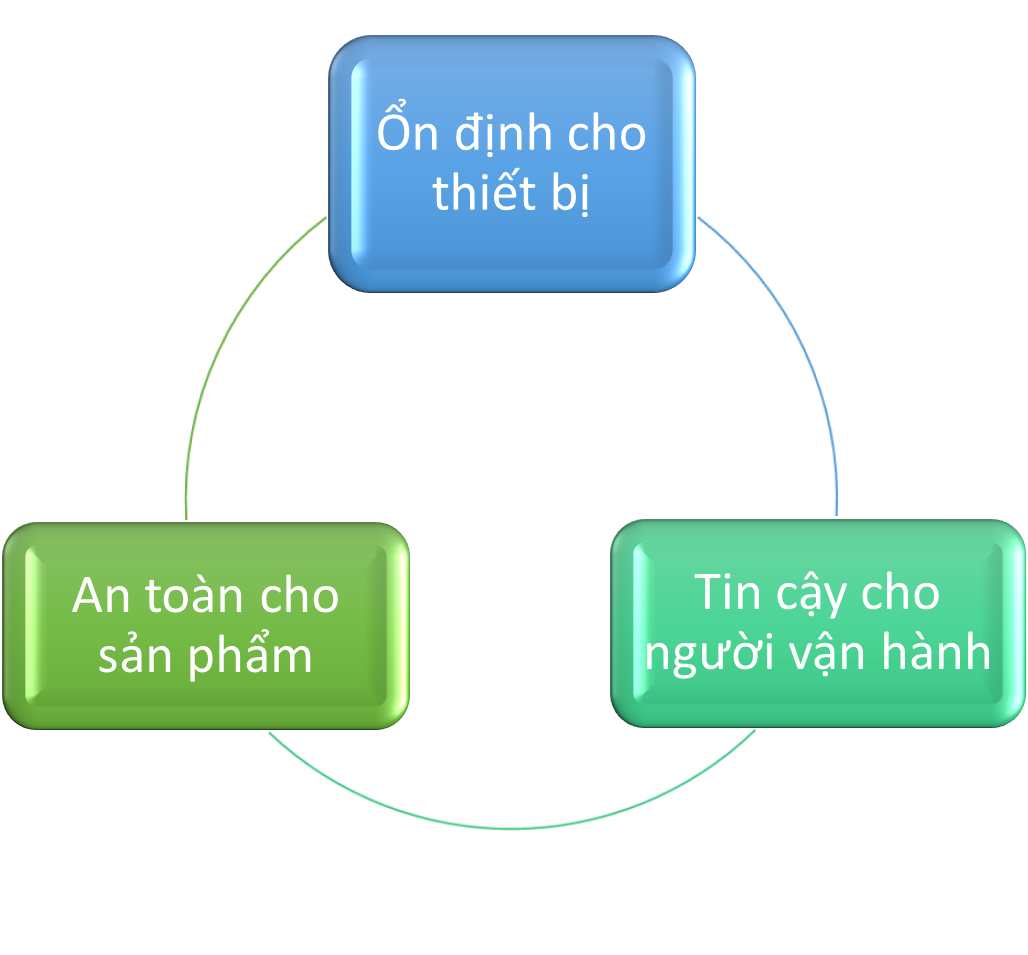 Ổn định cho
thiết bị
An toàn cho
sản phẩm
Tin cậy cho
người vận hành